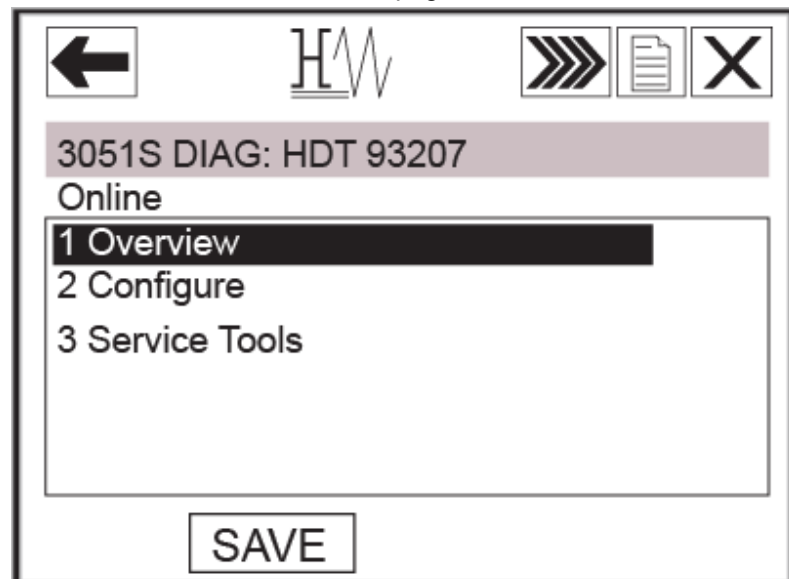 3051S DIAG: HDT 93207
Online
1 Overview
2 Configure
3 Service Tools
SAVE